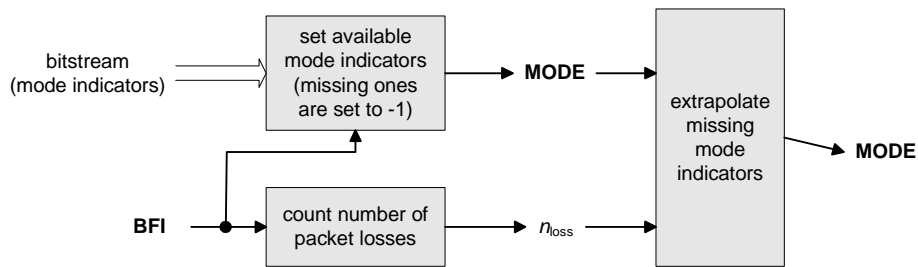 bitstream
(mode indicators)
set available
mode indicators
(missing ones
are set to -1)
MODE
extrapolate
missing
mode
indicators
MODE
BFI
count number of
packet losses
nloss